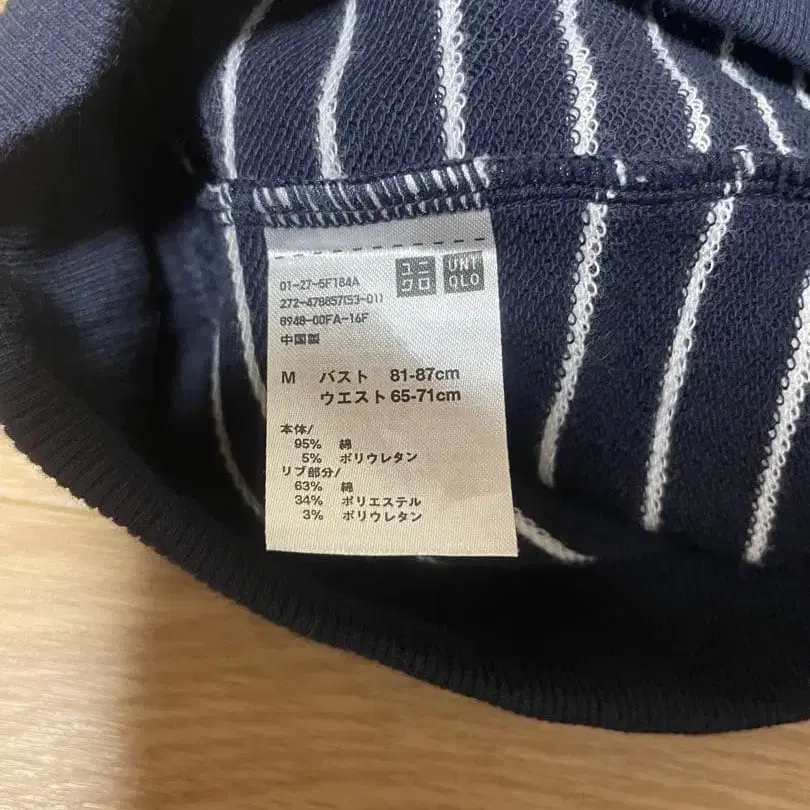 ユニ
クロ
UNI
QLO
01-27-5F184A
272-478857(53-01)
8948-00FA-16F
中国製
M バスト 81-87cm
ウエスト 65-71cm
本体/
95% 綿
5% ポリウレタン
リブ部分/
63% 綿
34% ポリエステル
3% ポリウレタン